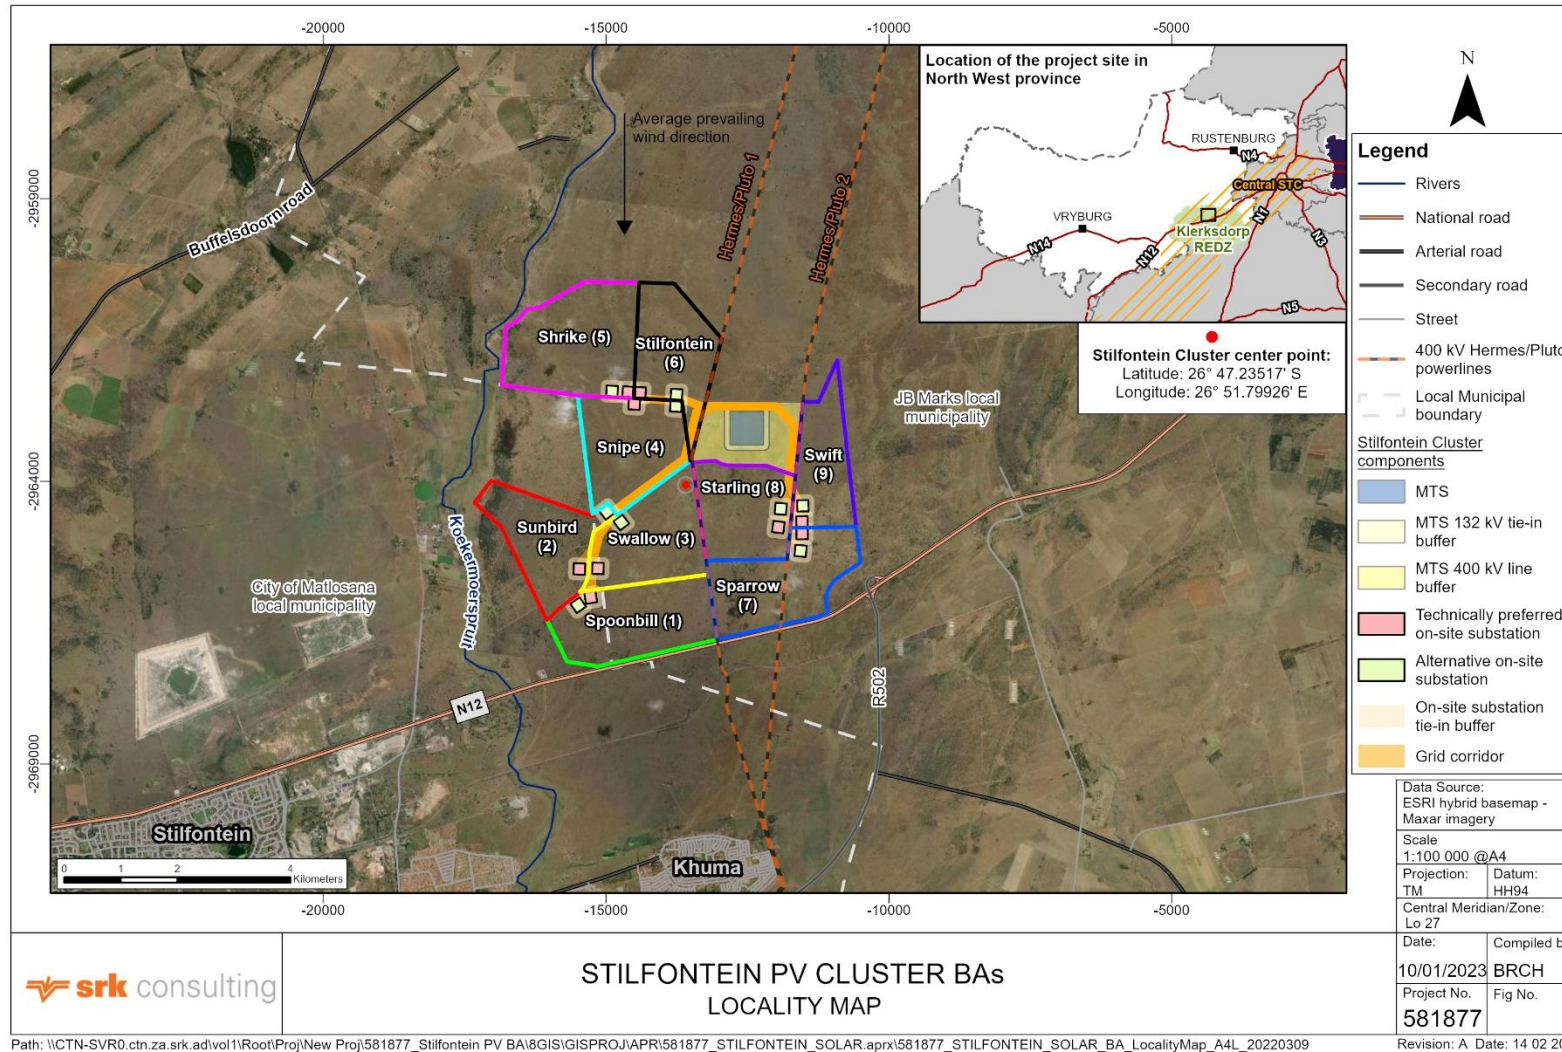 -20000
-15000
-10000
-5000
-2959000
-2964000
-2969000
Average prevailing
wind direction
Buffelsdoorn road
Hermes/Pluto 1
Hermes/Pluto 2
Shrike (5)
Stilfontein
(6)
Snipe (4)
Swift
(9)
Starling (8)
Sunbird
(2)
Swallow (3)
Sparrow
(7)
Spoonbill (1)
JB Marks local
municipality
City of Matlosana
local municipality
Koekermoerspruit
N12
R502
Stilfontein
Khuma
0 1 2 4
Kilometers
-20000
-15000
-10000
-5000
Location of the project site in
North West province
RUSTENBURG
N4
Central STC
VRYBURG
Klerksdorp
REDZ
N1
N3
N14
N12
N5
Stilfontein Cluster center point:
Latitude: 26° 47.23517' S
Longitude: 26° 51.79926' E
N
Legend
Rivers
National road
Arterial road
Secondary road
Street
400 kV Hermes/Pluto
powerlines
Local Municipal
boundary
Stilfontein Cluster
components
MTS
MTS 132 kV tie-in
buffer
MTS 400 kV line
buffer
Technically preferred
on-site substation
Alternative on-site
substation
On-site substation
tie-in buffer
Grid corridor
Data Source:
ESRI hybrid basemap -
Maxar imagery
Scale
1:100 000 @A4
Projection: Datum:
TM HH94
Central Meridian/Zone:
Lo 27
Date: Compiled b
10/01/2023 BRCH
Project No. Fig No.
581877
srk consulting
STILFONTEIN PV CLUSTER BAs
LOCALITY MAP
Path: \\CTN-SVR0.ctn.za.srk.ad\vol1\Root\Proj\New Proj\581877_Stilfontein PV BA\8GIS\GISPROJ\APR\581877_STILFONTEIN_SOLAR.aprx\581877_STILFONTEIN_SOLAR_BA_LocalityMap_A4L_20220309
Revision: A Date: 14 02 20